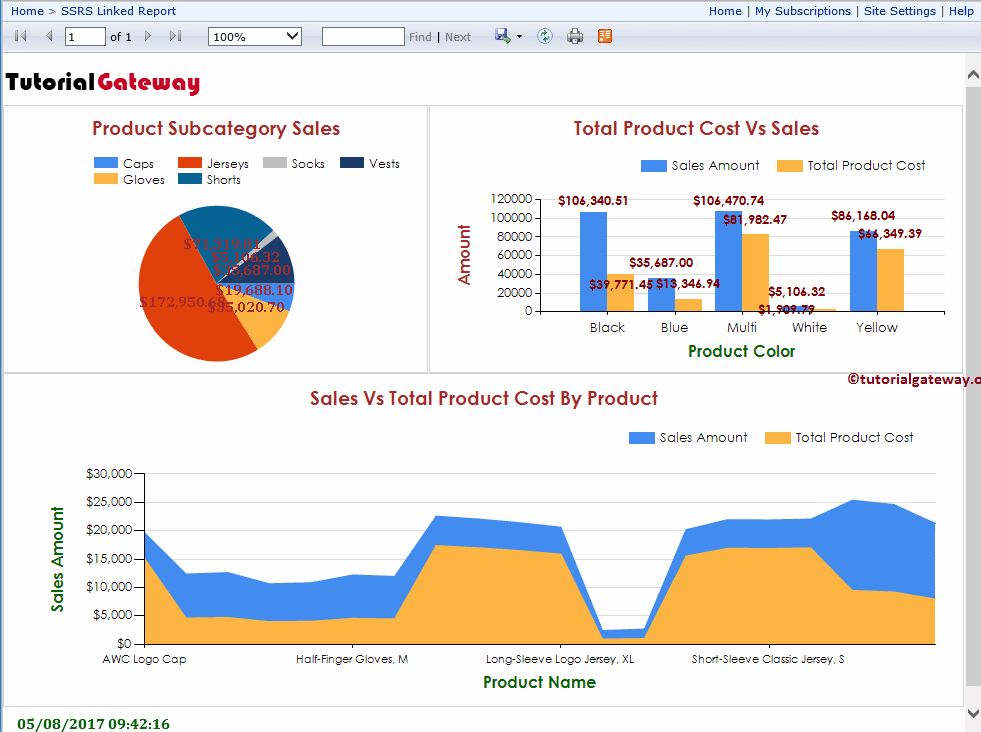 Home > SSRS Linked Report
Home | My Subscriptions | Site Settings | Help
1 of 1 100% Find | Next
TutorialGateway
Product Subcategory Sales
Caps Jerseys Socks Vests
Gloves Shorts
$5,106.32
$35,687.00
$19,688.10
$172,950.68
$35,020.70
Total Product Cost Vs Sales
Sales Amount Total Product Cost
Amount
120000
100000
80000
60000
40000
20000
0
$106,340.51
$106,470.74
$81,982.47
$86,168.04
$66,349.39
$35,687.00
$39,771.45
$13,346.94
$5,106.32
$1,909.79
Black Blue Multi White Yellow
Product Color
©tutorialgateway.o
Sales Vs Total Product Cost By Product
Sales Amount Total Product Cost
Sales Amount
$30,000
$25,000
$20,000
$15,000
$10,000
$5,000
$0
AWC Logo Cap Half-Finger Gloves, M Long-Sleeve Logo Jersey, XL Short-Sleeve Classic Jersey, S
Product Name
05/08/2017 09:42:16